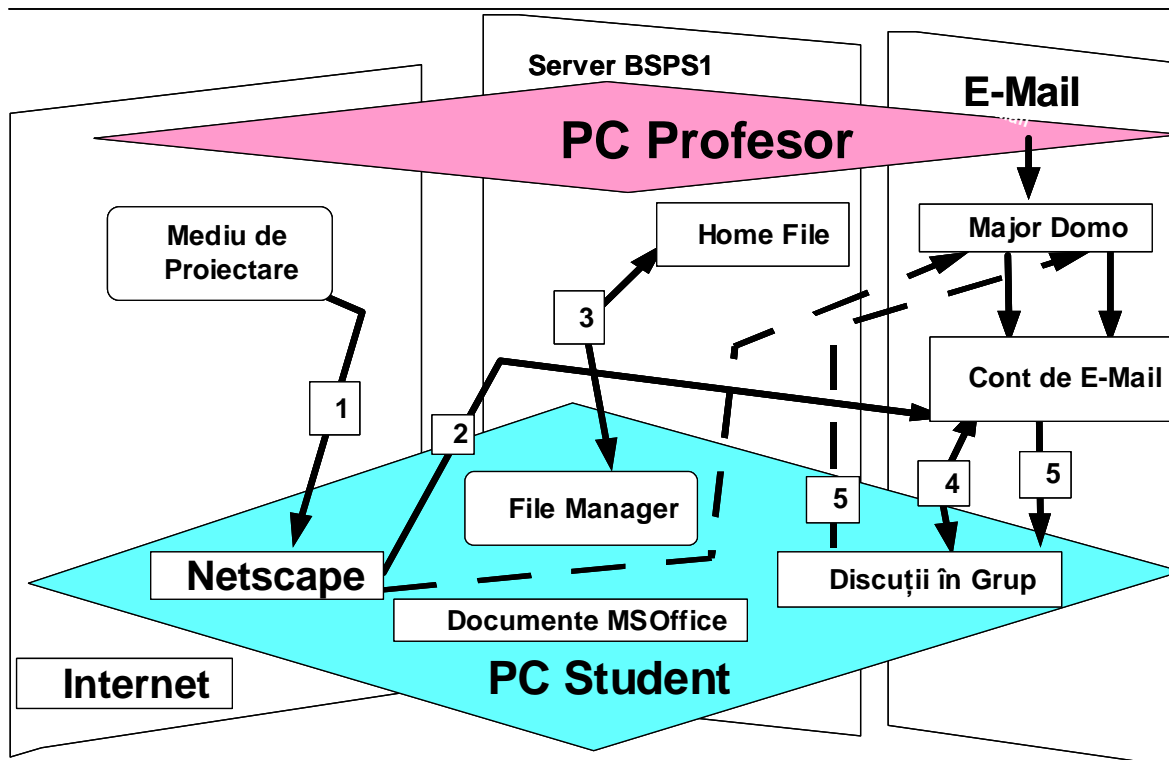 Server BSPS1
E-Mail
PC Profesor
Mediu de
Proiectare
Home File
Major Domo
3
Cont de E-Mail
1
2
5
4
5
File Manager
Netscape
Discuții în Grup
Documente MSOffice
Internet
PC Student